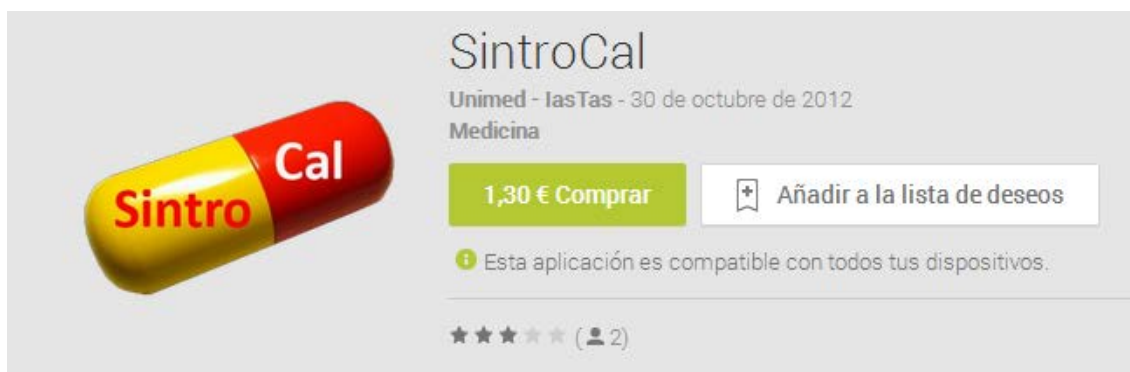 SintroCal
Unimed - IasTas - 30 de octubre de 2012
Medicina
Sintro
Cal
1,30 € Comprar
Añadir a la lista de deseos
Esta aplicación es compatible con todos tus dispositivos.
(2)